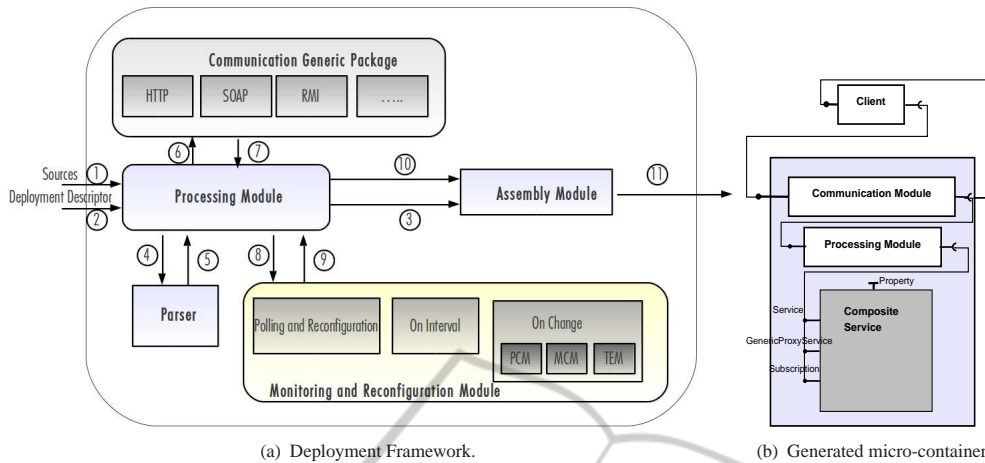 Communication Generic Package
HTTP
SOAP
RMI
.....
6
7
Sources
1
Deployment Descriptor
2
Processing Module
10
3
Assembly Module
11
4
5
8
9
Parser
Polling and Reconfiguration
On Interval
On Change
PCM
MCM
TEM
Monitoring and Reconfiguration Module
(a) Deployment Framework.
Client
Communication Module
Processing Module
Property
Service
Composite
Service
GenericProxyService
Subscription
(b) Generated micro-container